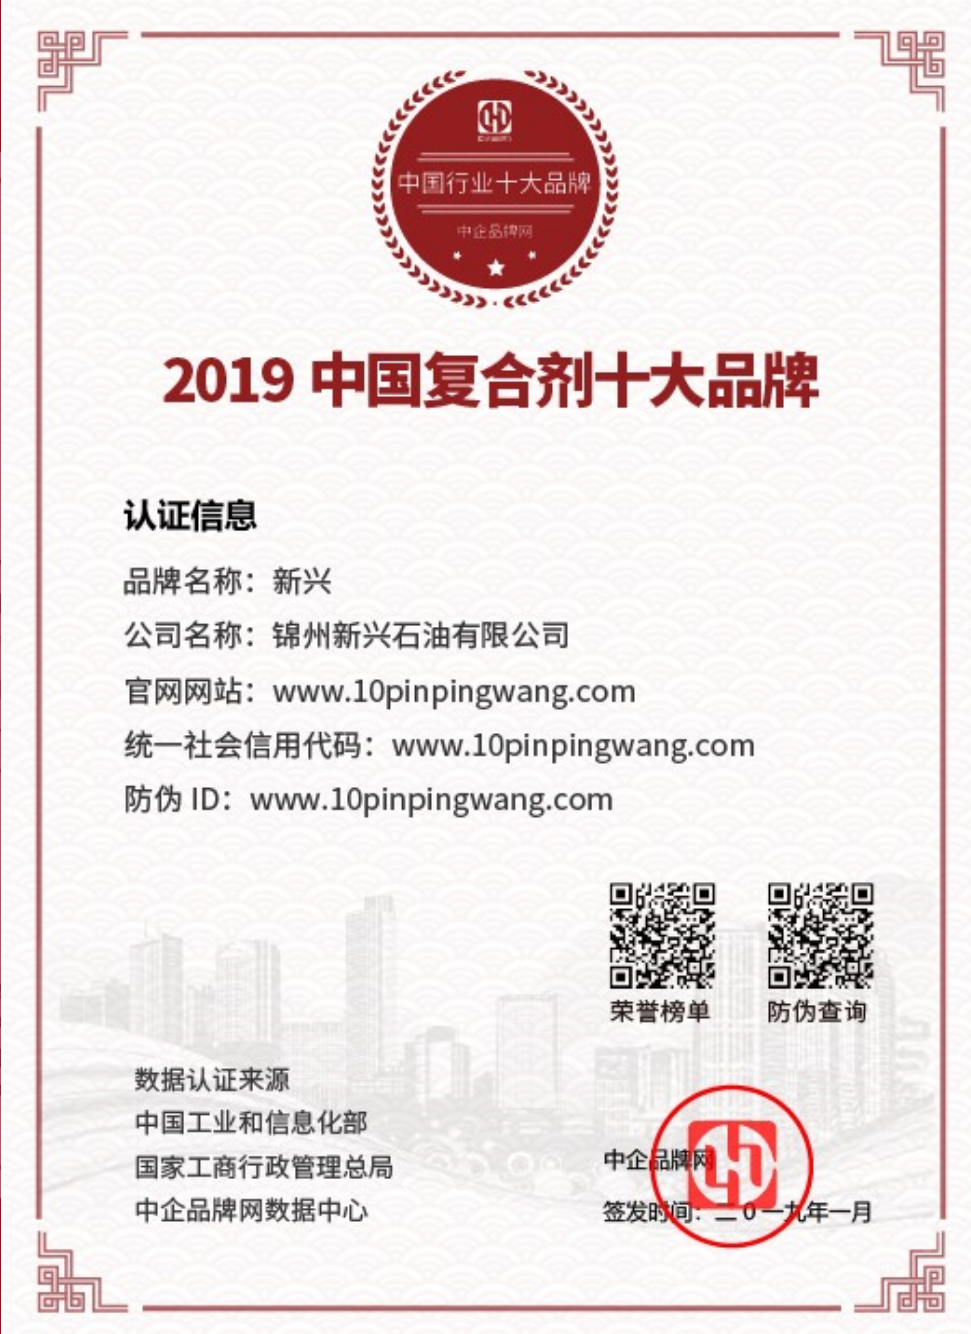 中国行业十大品牌
中企品牌网
2019 中国复合剂十大品牌
认证信息
品牌名称：新兴
公司名称：锦州新兴石油有限公司
官网网站：www.10pinpingwang.com
统一社会信用代码：www.10pinpingwang.com
防伪 ID：www.10pinpingwang.com
荣誉榜单
防伪查询
数据认证来源
中国工业和信息化部
国家工商行政管理总局
中企品牌网数据中心
中企品牌网
签发时间：二0一九年一月